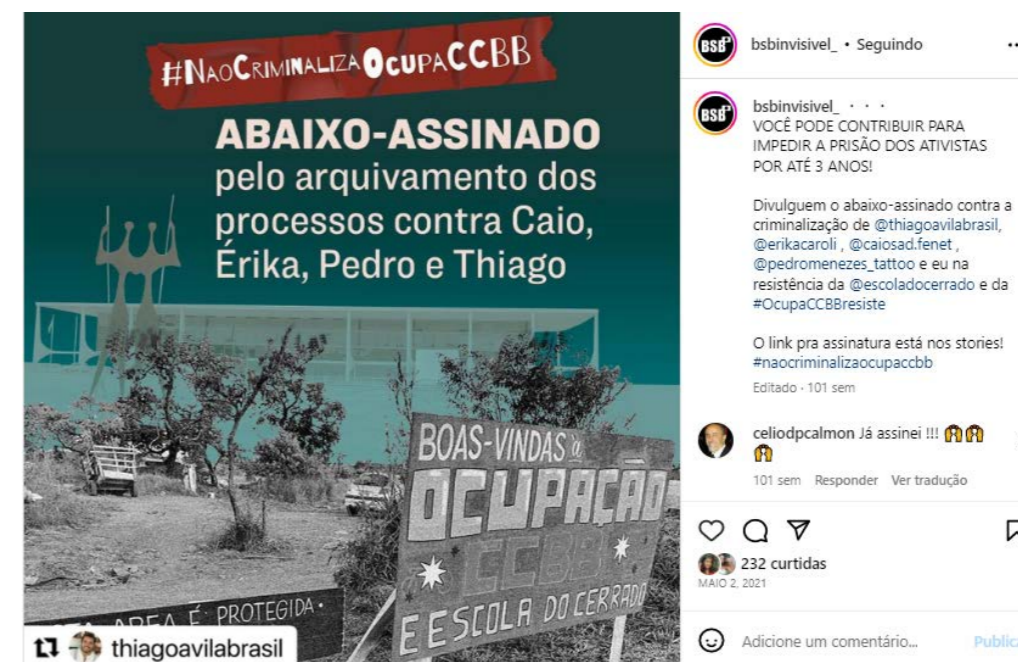 #NAOCRIMINALIZAOCUPACCBB
ABAIXO-ASSINADO
pelo arquivamento dos
processos contra Caio,
Érika, Pedro e Thiago
BOAS-VINDAS à
OCUPAÇÃO
CCBB
E ESCOLA DO CERRADO
AREA É PROTEGIDA
thiagoavilabrasil
BSB
bsbinvisivel_ • Seguindo
BSB
bsbinvisivel_
VOCÊ PODE CONTRIBUIR PARA
IMPEDIR A PRISÃO DOS ATIVISTAS
POR ATÉ 3 ANOS!
Divulguem o abaixo-assinado contra a
criminalização de @thiagoavilabrasil,
@erikacaroli , @caiosad.fenet ,
@pedromenezes_tattoo e eu na
resistência da @escoladocerrado e da
#OcupaCCBBresiste
O link pra assinatura está nos stories!
#naocriminalizaocupaccbb
Editado · 101 sem
celiodpcalmon Já assinei !!! 🙌🙌
🙌
101 sem Responder Ver tradução
232 curtidas
MAIO 2, 2021
Adicione um comentário...